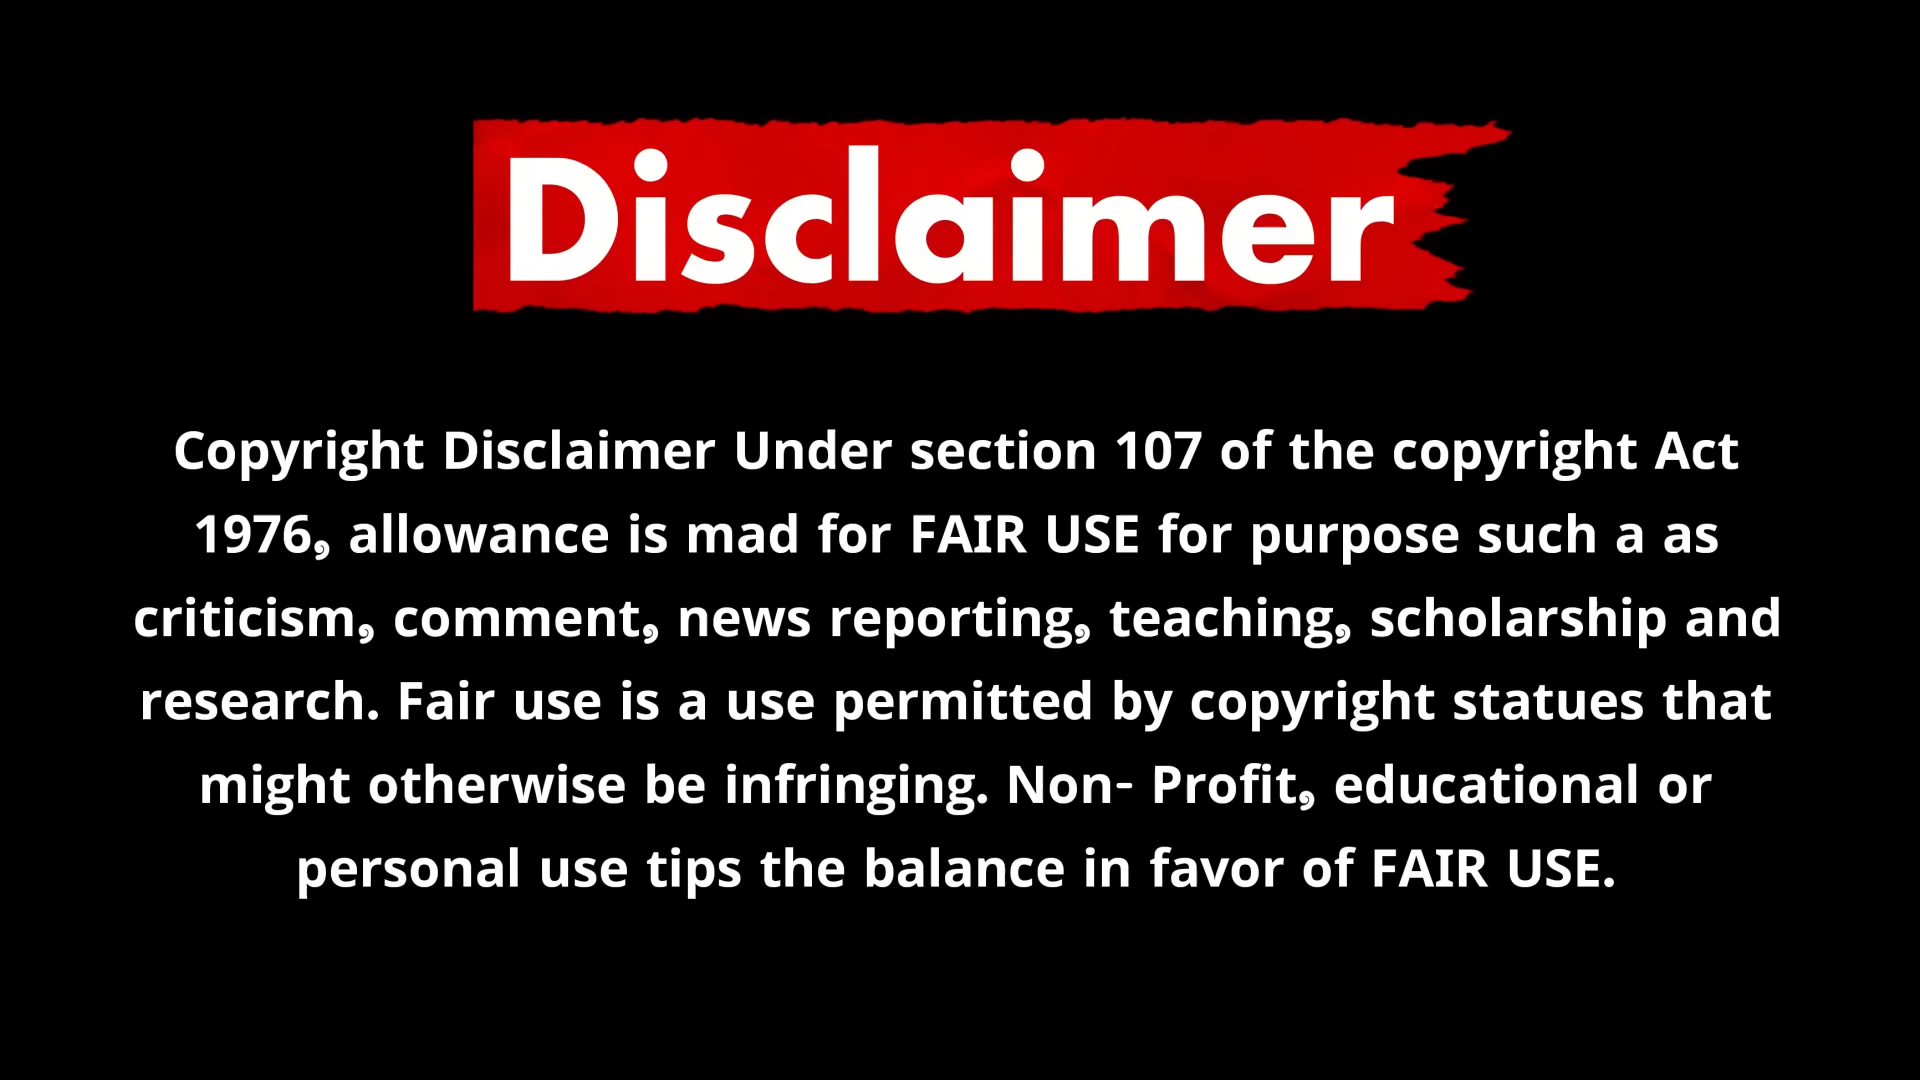 Disclaimer
Copyright Disclaimer Under section 107 of the copyright Act
1976, allowance is mad for FAIR USE for purpose such a as
criticism, comment, news reporting, teaching, scholarship and
research. Fair use is a use permitted by copyright statues that
might otherwise be infringing. Non- Profit, educational or
personal use tips the balance in favor of FAIR USE.